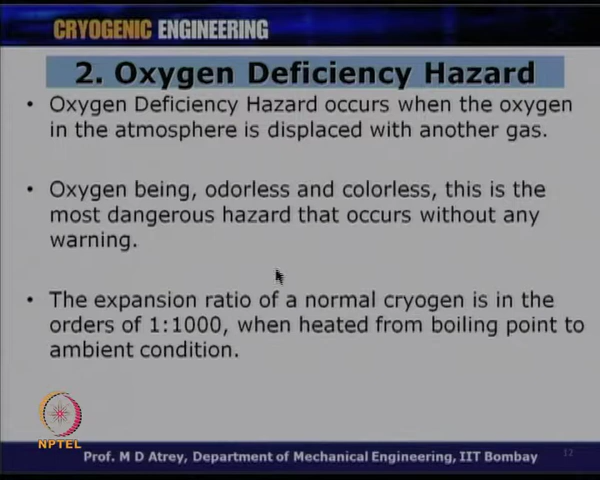 CRYOGENIC ENGINEERING
2. Oxygen Deficiency Hazard
• Oxygen Deficiency Hazard occurs when the oxygen
in the atmosphere is displaced with another gas.
• Oxygen being, odorless and colorless, this is the
most dangerous hazard that occurs without any
warning.
• The expansion ratio of a normal cryogen is in the
orders of 1:1000, when heated from boiling point to
ambient condition.
NPTEL
Prof. M D Atrey, Department of Mechanical Engineering, IIT Bombay
12